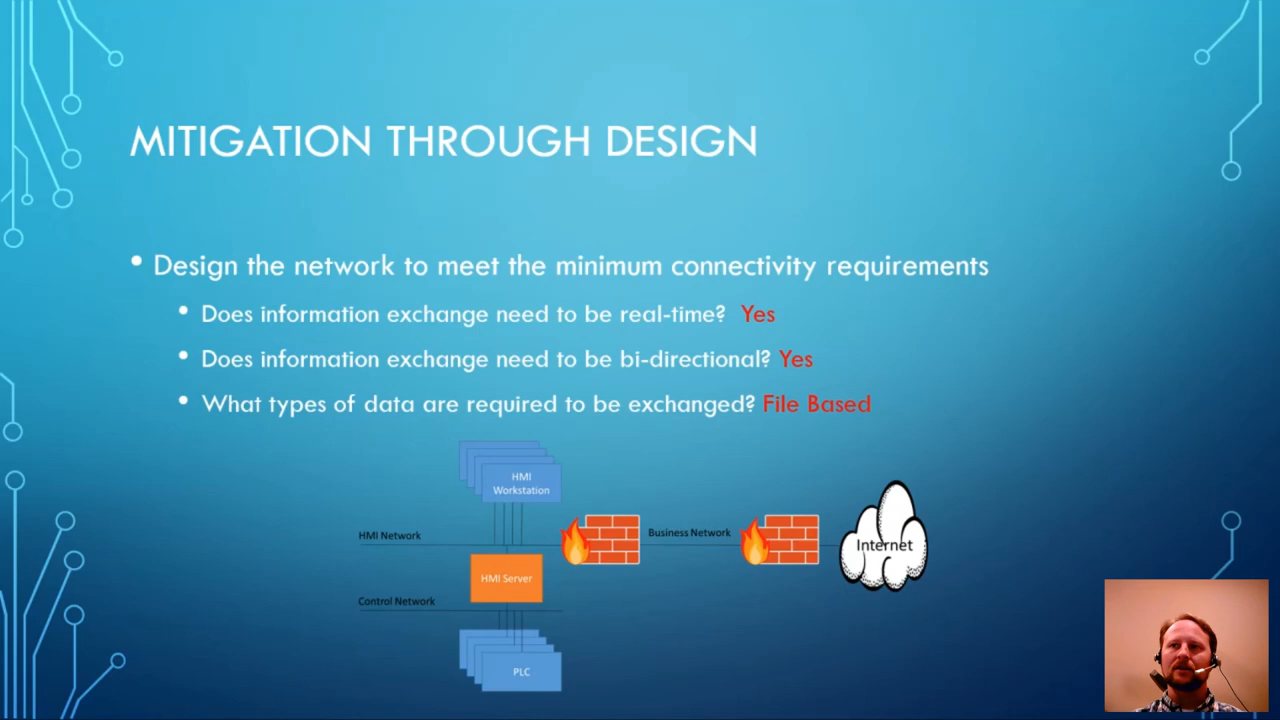 MITIGATION THROUGH DESIGN
• Design the network to meet the minimum connectivity requirements
• Does information exchange need to be real-time? Yes
• Does information exchange need to be bi-directional? Yes
• What types of data are required to be exchanged? File Based
HMI
Workstation
HMI Network
Business Network
Internet
HMI Server
Control Network
PLC